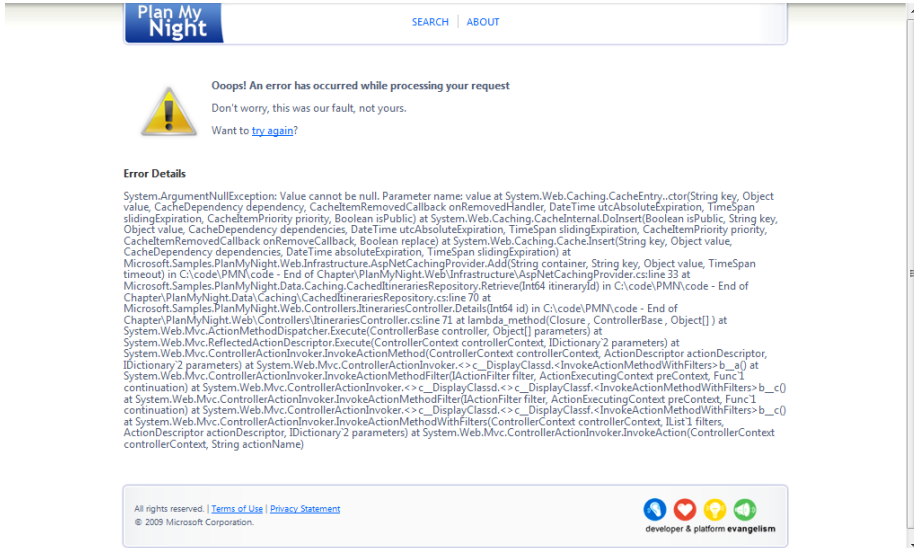 Plan My
Night
SEARCH | ABOUT
Ooops! An error has occurred while processing your request
Don't worry, this was our fault, not yours.
Want to try again?
Error Details
System.ArgumentNullException: Value cannot be null. Parameter name: value at System.Web.Caching.CacheEntry..ctor(String key, Object
value, CacheDependency dependency, CacheItemRemovedCallback onRemovedHandler, DateTime utcAbsoluteExpiration, TimeSpan
slidingExpiration, CacheItemPriority priority, Boolean isPublic) at System.Web.Caching.CacheInternal.DoInsert(Boolean isPublic, String key,
Object value, CacheDependency dependencies, DateTime utcAbsoluteExpiration, TimeSpan slidingExpiration, CacheItemPriority priority,
CacheItemRemovedCallback onRemoveCallback, Boolean replace) at System.Web.Caching.Cache.Insert(String key, Object value,
CacheDependency dependencies, DateTime absoluteExpiration, TimeSpan slidingExpiration) at
Microsoft.Samples.PlanMyNight.Web.Infrastructure.AspNetCachingProvider.Add(String container, String key, Object value, TimeSpan
timeout) in C:\code\PMN\code - End of Chapter\PlanMyNight.Web\Infrastructure\AspNetCachingProvider.cs:line 33 at
Microsoft.Samples.PlanMyNight.Data.Caching.CachedItinerariesRepository.Retrieve(Int64 itineraryId) in C:\code\PMN\code - End of
Chapter\PlanMyNight.Data\Caching\CachedItinerariesRepository.cs:line 70 at
Microsoft.Samples.PlanMyNight.Web.Controllers.ItinerariesController.Details(Int64 id) in C:\code\PMN\code - End of
Chapter\PlanMyNight.Web\Controllers\ItinerariesController.cs:line 71 at lambda_method(Closure , ControllerBase , Object[] ) at
System.Web.Mvc.ActionMethodDispatcher.Execute(ControllerBase controller, Object[] parameters) at
System.Web.Mvc.ReflectedActionDescriptor.Execute(ControllerContext controllerContext, IDictionary`2 parameters) at
System.Web.Mvc.ControllerActionInvoker.InvokeActionMethod(ControllerContext controllerContext, ActionDescriptor actionDescriptor,
IDictionary`2 parameters) at System.Web.Mvc.ControllerActionInvoker.<>c__DisplayClassd.<InvokeActionMethodWithFilters>b__a() at
System.Web.Mvc.ControllerActionInvoker.InvokeActionMethodFilter(IActionFilter filter, ActionExecutingContext preContext, Func`1
continuation) at System.Web.Mvc.ControllerActionInvoker.<>c__DisplayClassd.<>c__DisplayClassf.<InvokeActionMethodWithFilters>b__c()
at System.Web.Mvc.ControllerActionInvoker.InvokeActionMethodFilter(IActionFilter filter, ActionExecutingContext preContext, Func`1
continuation) at System.Web.Mvc.ControllerActionInvoker.<>c__DisplayClassd.<>c__DisplayClassf.<InvokeActionMethodWithFilters>b__c()
at System.Web.Mvc.ControllerActionInvoker.InvokeActionMethodWithFilters(ControllerContext controllerContext, IList`1 filters,
ActionDescriptor actionDescriptor, IDictionary`2 parameters) at System.Web.Mvc.ControllerActionInvoker.InvokeAction(ControllerContext
controllerContext, String actionName)
All rights reserved. | Terms of Use | Privacy Statement
© 2009 Microsoft Corporation.
developer & platform evangelism